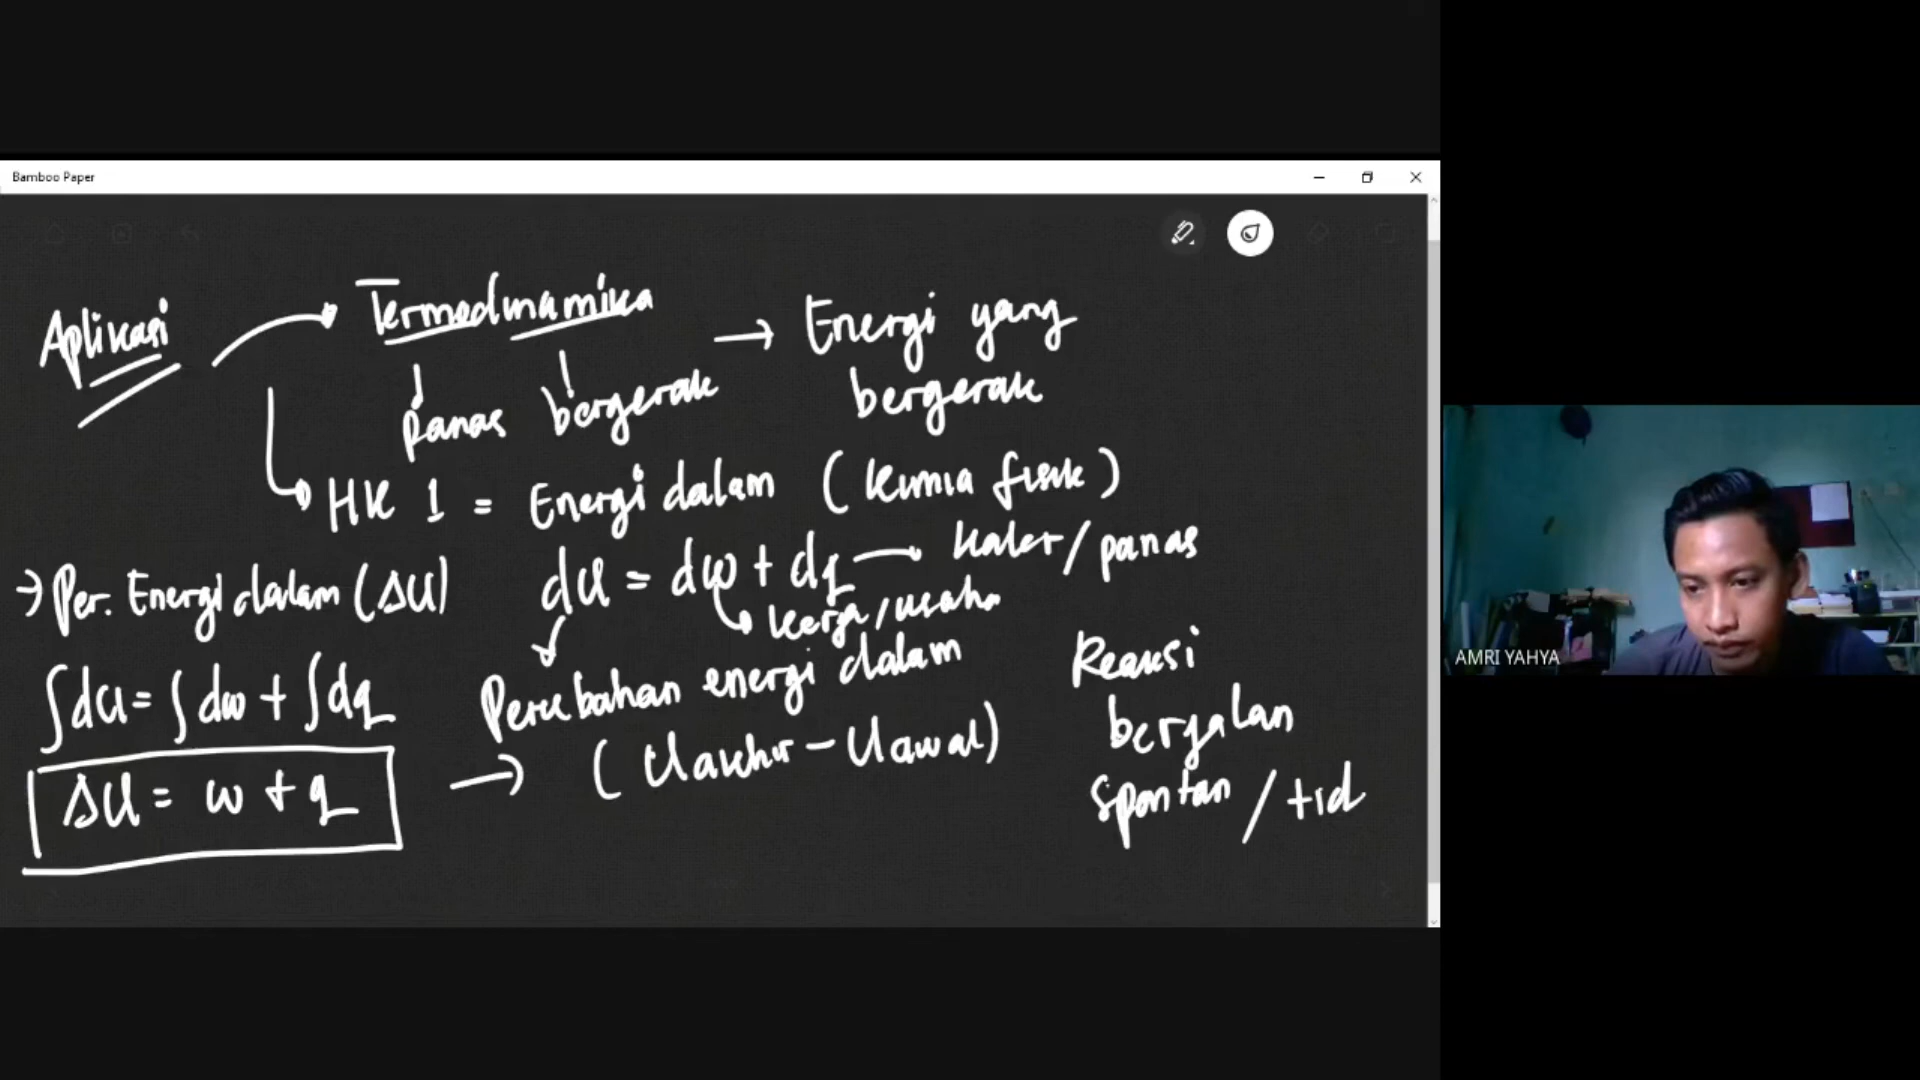 Bamboo Paper
Aplikasi
Termodinamika → Energi yang
panas bergerak bergerak
HK 1 = Energi dalam (kimia fisik)
→ Per. Energi dalam (ΔU)
dU = dw + dq → kalor/panas
kerja/usaha
Perubahan energi dalam
∫dU = ∫dw + ∫dq
ΔU = w + q → (Uakhir - Uawal)
Reaksi
berjalan
spontan / tid
AMRI YAHYA